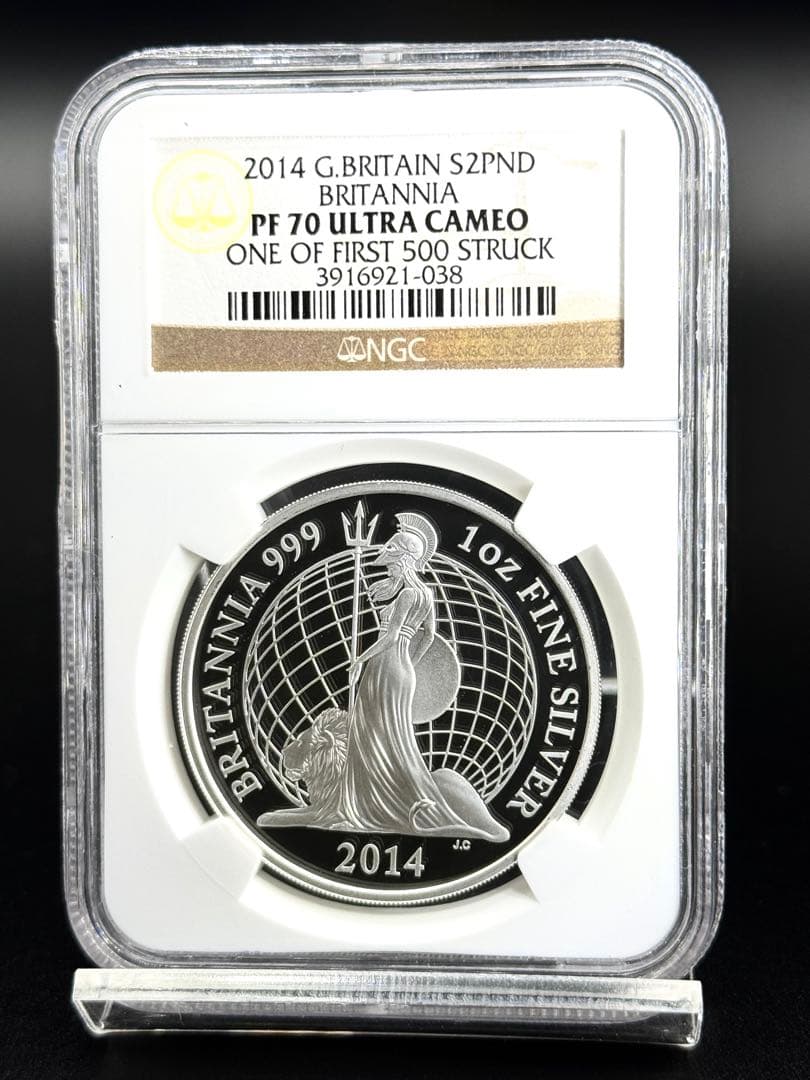 2014 G.BRITAIN S2PND
BRITANNIA
PF 70 ULTRA CAMEO
ONE OF FIRST 500 STRUCK
3916921-038
NGC
BRITANNIA 999
1OZ FINE SILVER
2014
J.C